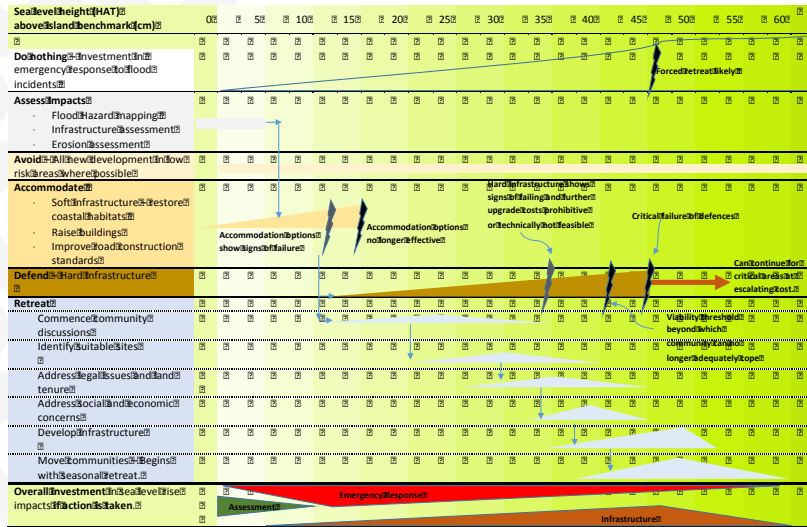 Sea level height (HAT)
above island benchmark (cm)
0 5 10 15 20 25 30 35 40 45 50 55 60
Do nothing – Investment in
emergency response to flood
incidents
Forced retreat likely
Assess Impacts
· Flood Hazard mapping
· Infrastructure assessment
· Erosion assessment
Avoid – All new development in low
risk areas where possible
Accommodate
· Soft Infrastructure – restore
coastal habitats
· Raise buildings
· Improve road construction
standards
Accommodation options
show signs of failure
Accommodation options
no longer effective
Hard Infrastructure shows
signs of failing and further
upgrade costs prohibitive
or technically not feasible
Critical failure of defences
Defend – Hard Infrastructure
Can continue for
critical areas at
escalating cost.
Retreat
Commence community
discussions
Viability threshold
beyond which
community can no
longer adequately cope
Identify suitable sites
Address legal issues and land
tenure
Address social and economic
concerns
Develop infrastructure
Move communities – Begins
with seasonal retreat.
Overall Investment in sea level rise
impacts if action is taken.
Emergency Response
Assessment
Infrastructure